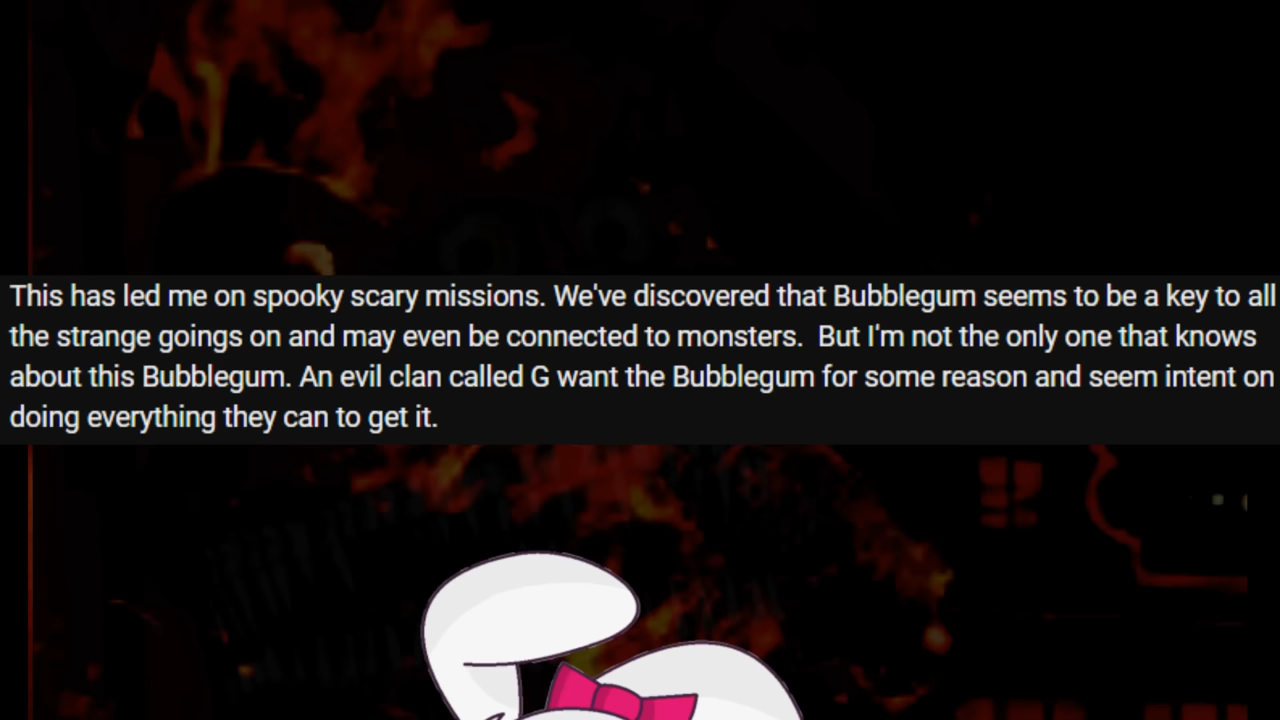 This has led me on spooky scary missions. We've discovered that Bubblegum seems to be a key to all
the strange goings on and may even be connected to monsters.  But I'm not the only one that knows
about this Bubblegum. An evil clan called G want the Bubblegum for some reason and seem intent on
doing everything they can to get it.